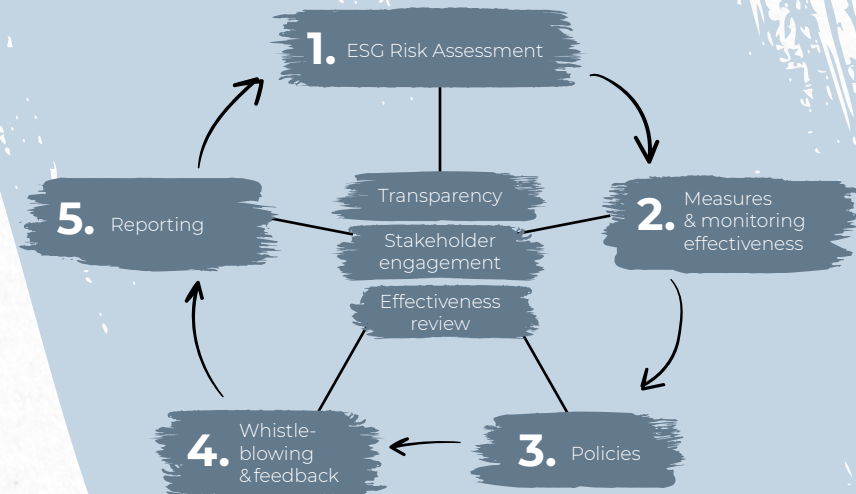 1. ESG Risk Assessment
Transparency
Stakeholder
engagement
Effectiveness
review
2. Measures
& monitoring
effectiveness
3. Policies
4. Whistle-
blowing
& feedback
5. Reporting